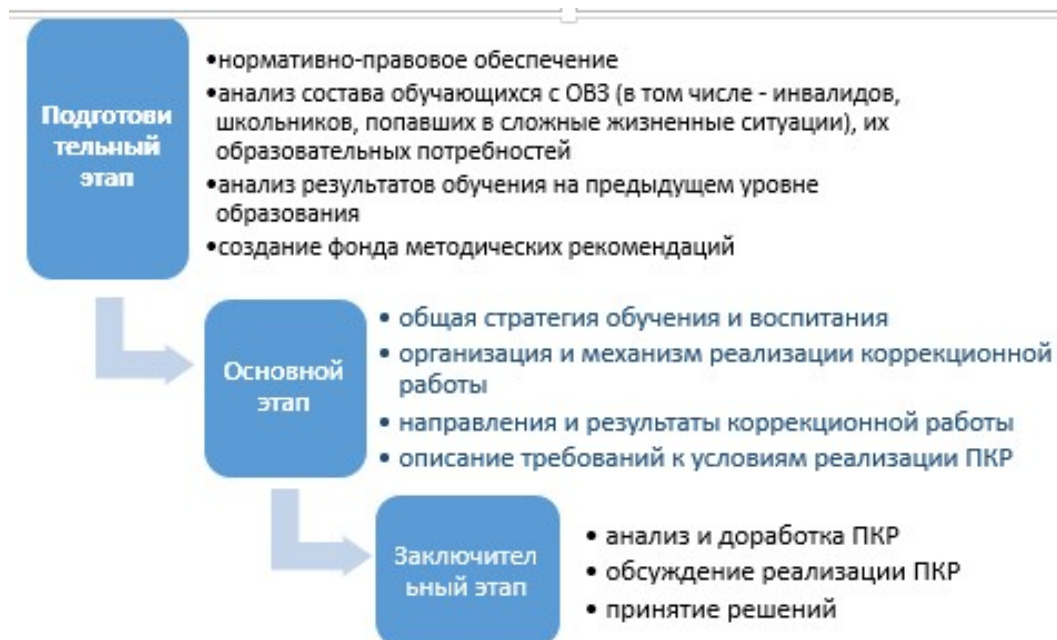 Подготови
тельный
этап
•нормативно-правовое обеспечение
•анализ состава обучающихся с ОВЗ (в том числе - инвалидов,
школьников, попавших в сложные жизненные ситуации), их
образовательных потребностей
•анализ результатов обучения на предыдущем уровне
образования
•создание фонда методических рекомендаций
Основной
этап
• общая стратегия обучения и воспитания
• организация и механизм реализации коррекционной
работы
• направления и результаты коррекционной работы
• описание требований к условиям реализации ПКР
Заключител
ьный этап
• анализ и доработка ПКР
• обсуждение реализации ПКР
• принятие решений